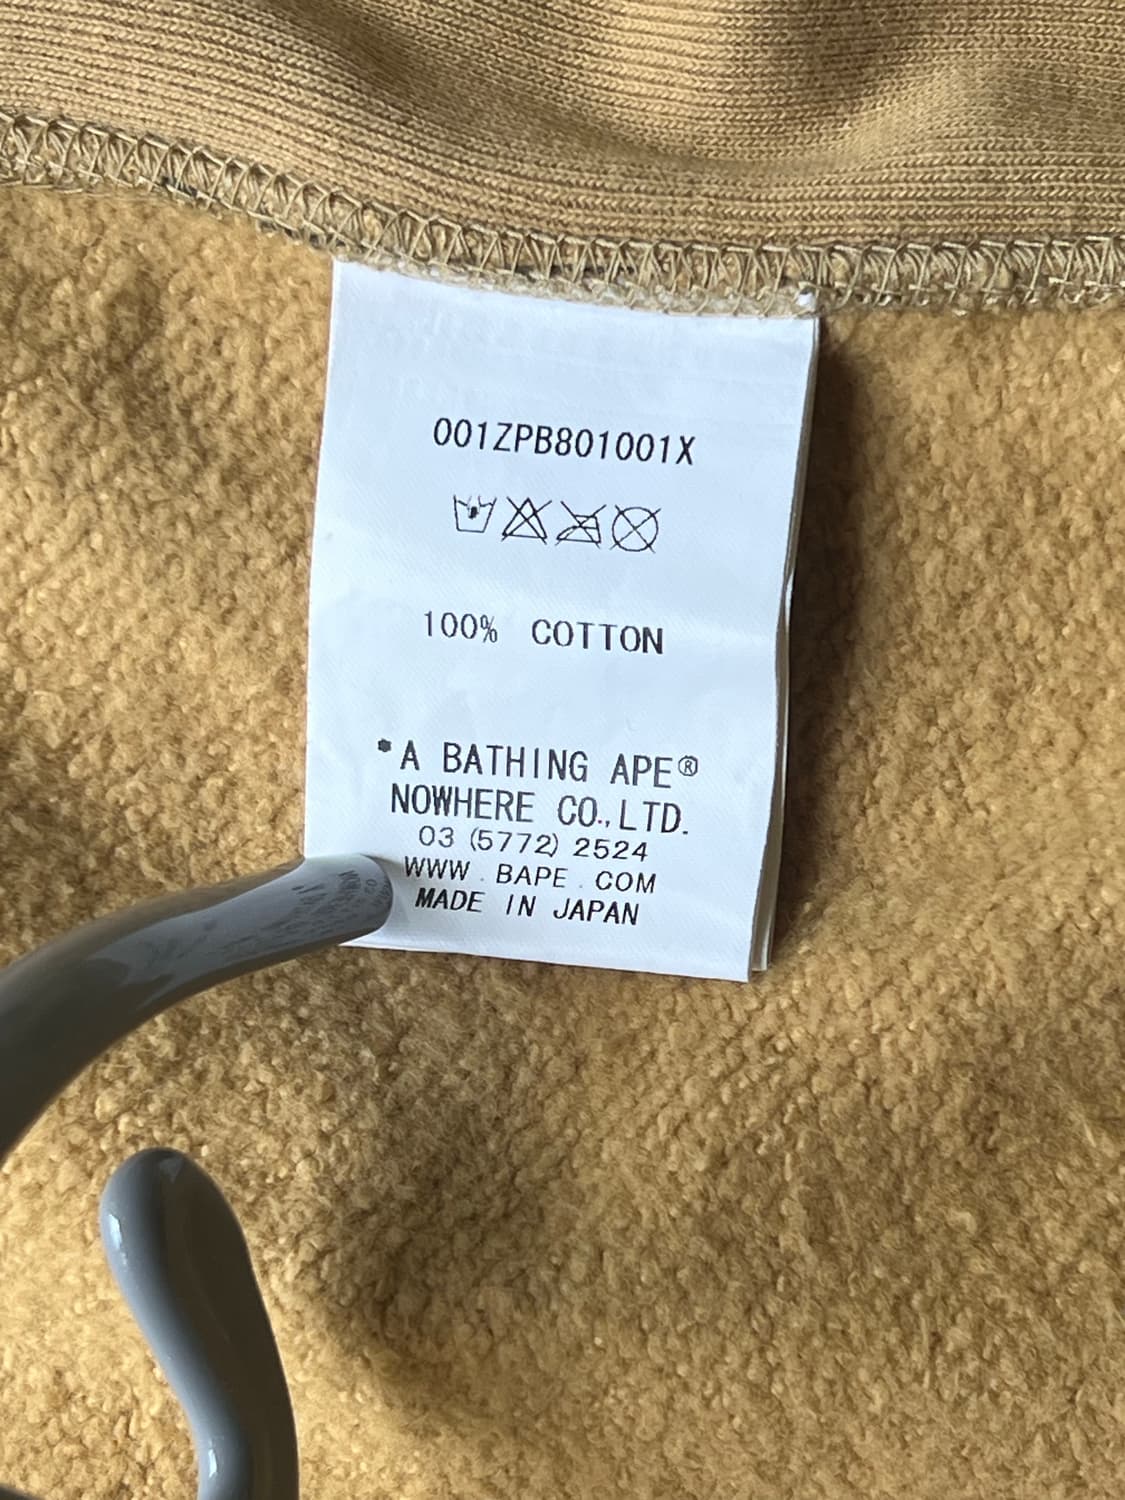 001ZPB801001X
100% COTTON
*A BATHING APE®
NOWHERE CO.,LTD.
03 (5772) 2524
WWW.BAPE.COM
MADE IN JAPAN